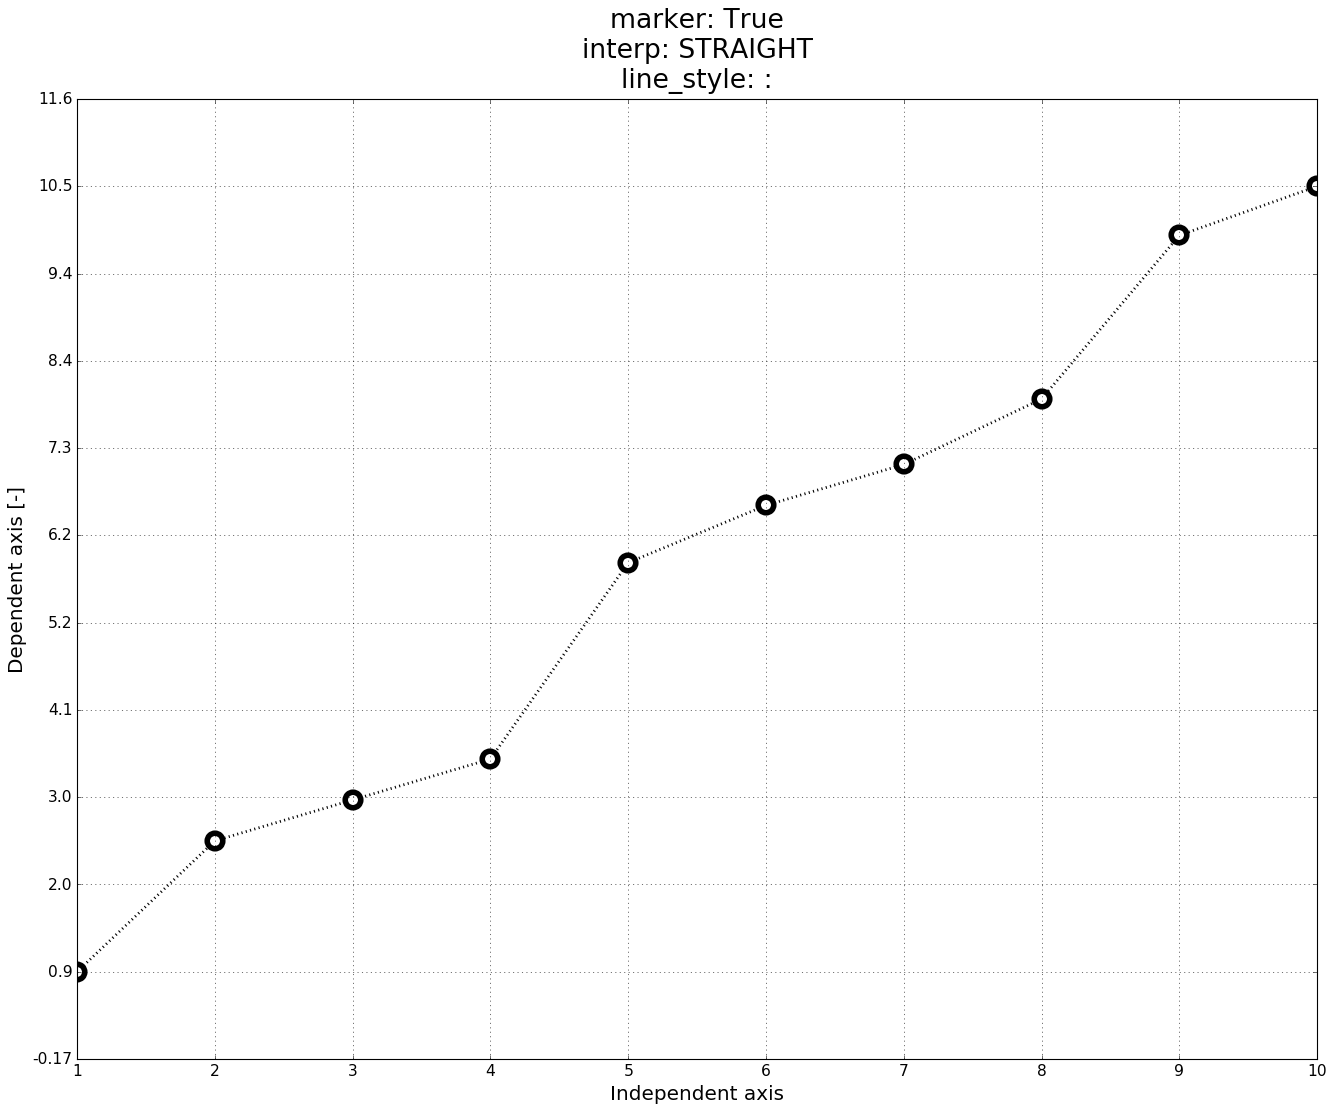 marker: True
interp: STRAIGHT
line_style: :
11.6
10.5
9.4
8.4
7.3
6.2
5.2
4.1
3.0
2.0
0.9
-0.17
Dependent axis [-]
1 2 3 4 5 6 7 8 9 10
Independent axis